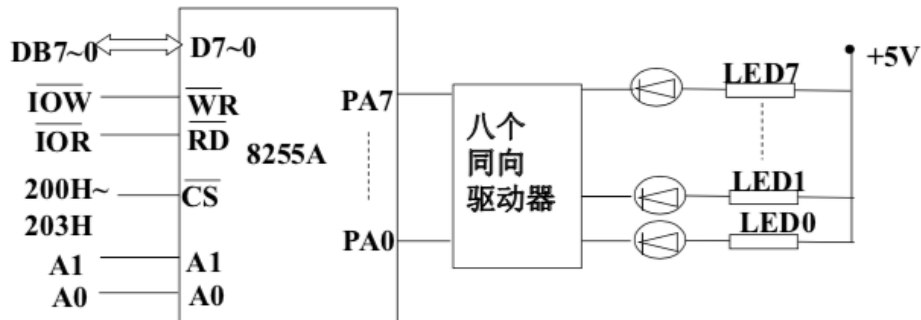 DB7~0
D7~0
+5V
LED7
IOW
WR
PA7
八个
同向
驱动器
IOR
RD
8255A
200H~
203H
CS
LED1
LED0
PA0
A1
A1
A0
A0